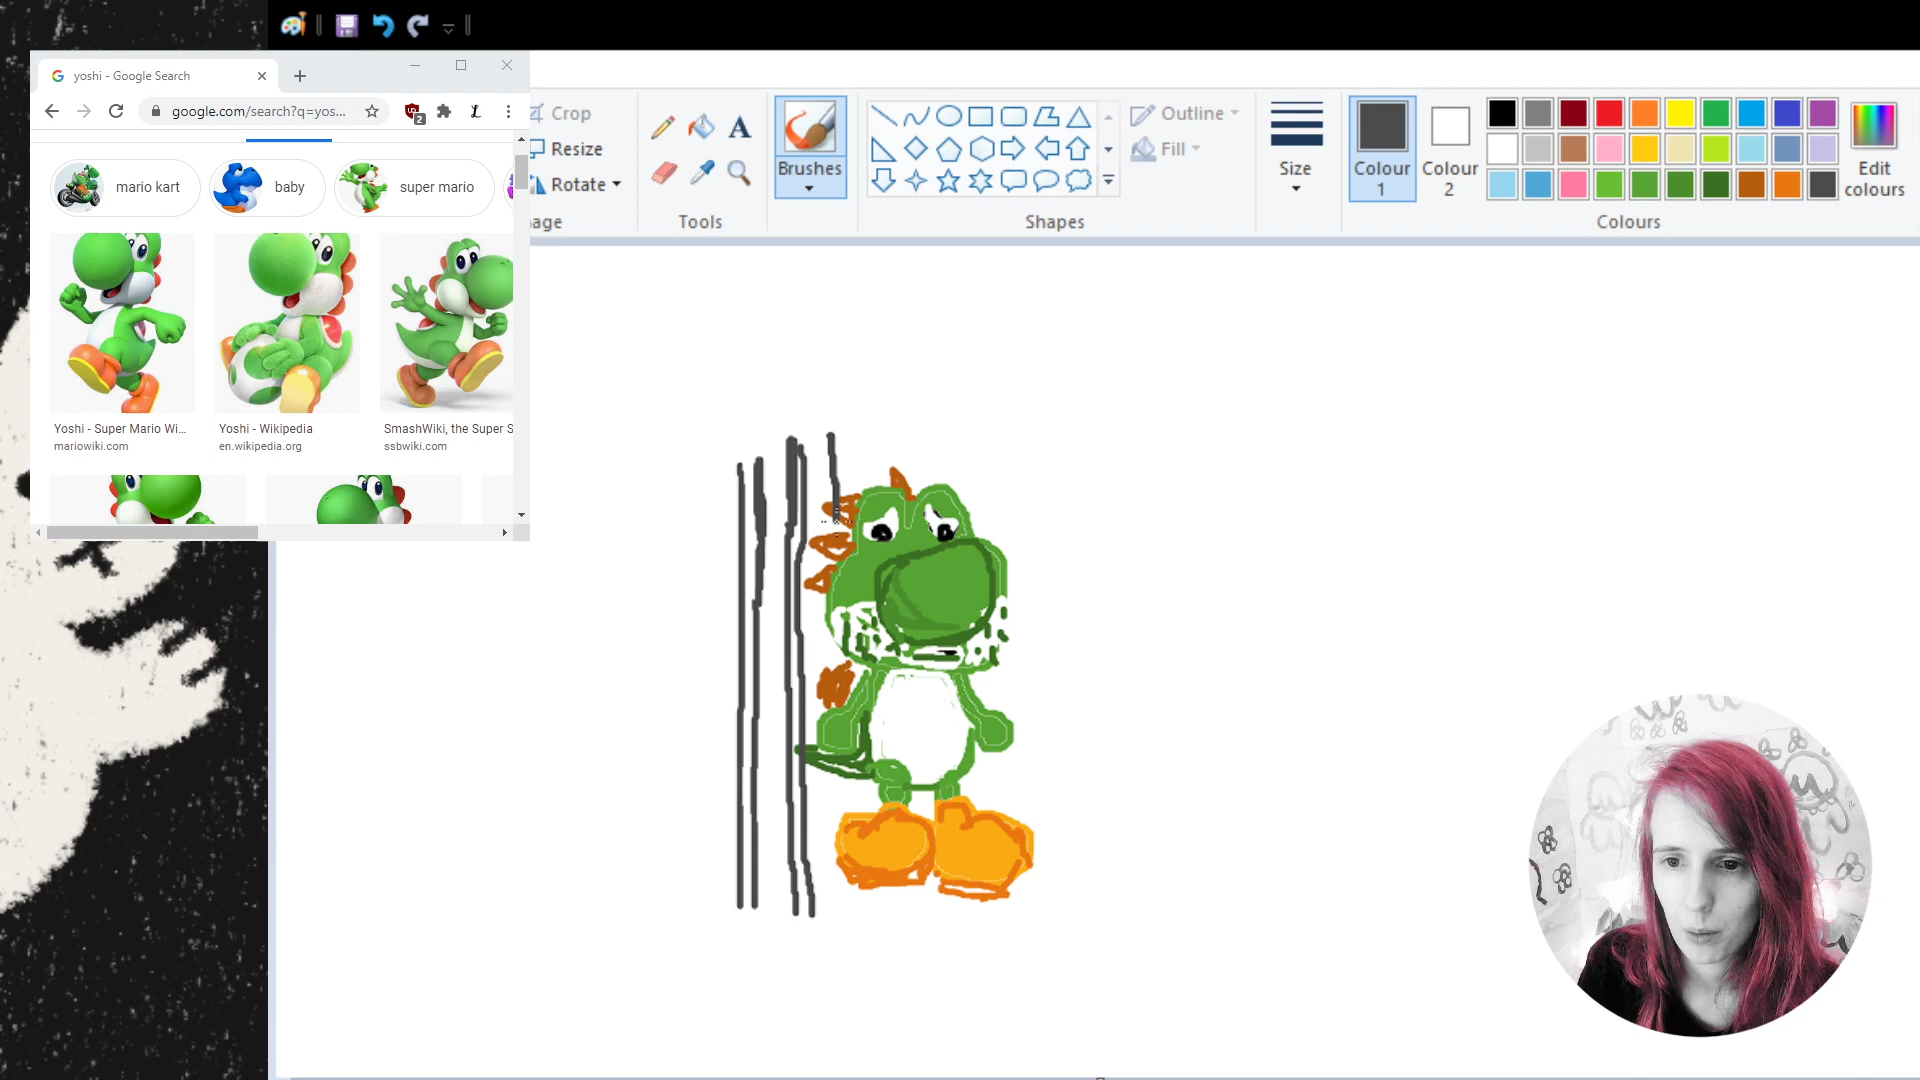 yoshi - Google Search
google.com/search?q=yos...
2
mario kart
baby
super mario
Yoshi - Super Mario Wi...
mariowiki.com
Yoshi - Wikipedia
en.wikipedia.org
SmashWiki, the Super S
ssbwiki.com
Crop
Resize
Rotate
age
A
Tools
Brushes
Shapes
Outline
Fill
Size
Colour
1
Colour
2
Edit
colours
Colours